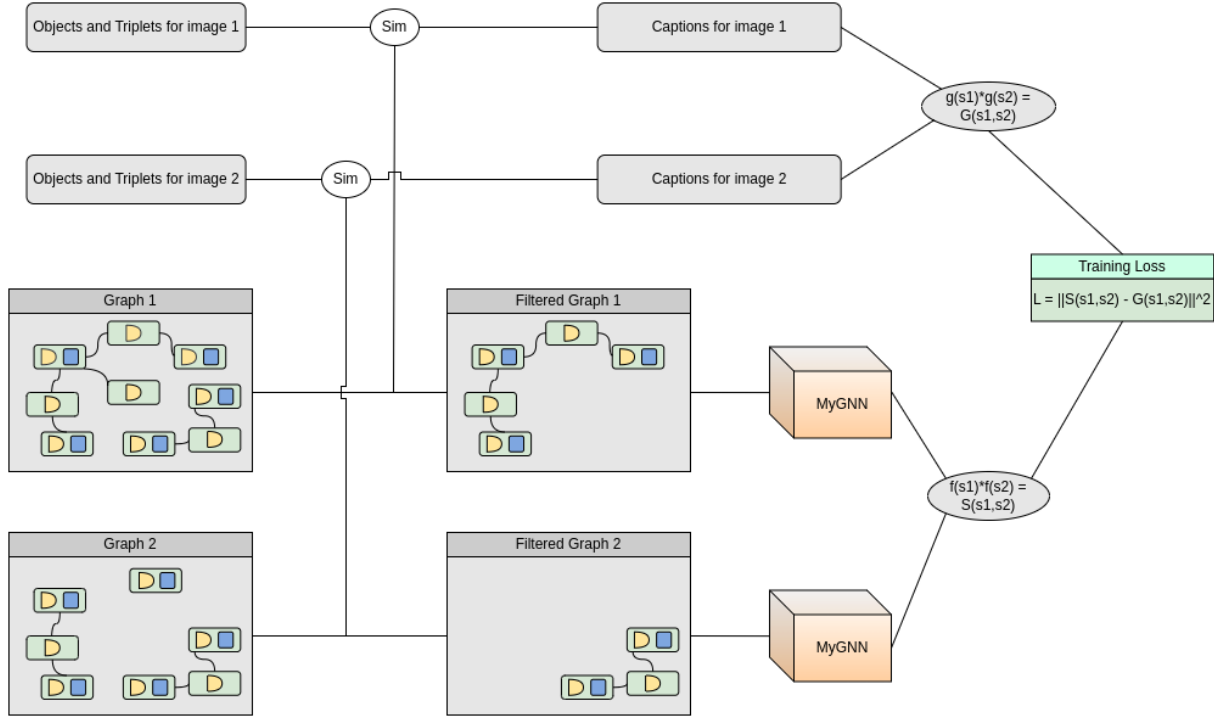 Objects and Triplets for image 1
Sim
Captions for image 1
g(s1)*g(s2) =
G(s1,s2)
Objects and Triplets for image 2
Sim
Captions for image 2
Training Loss
L = ||S(s1,s2) - G(s1,s2)||^2
Graph 1
Filtered Graph 1
MyGNN
f(s1)*f(s2) =
S(s1,s2)
Graph 2
Filtered Graph 2
MyGNN